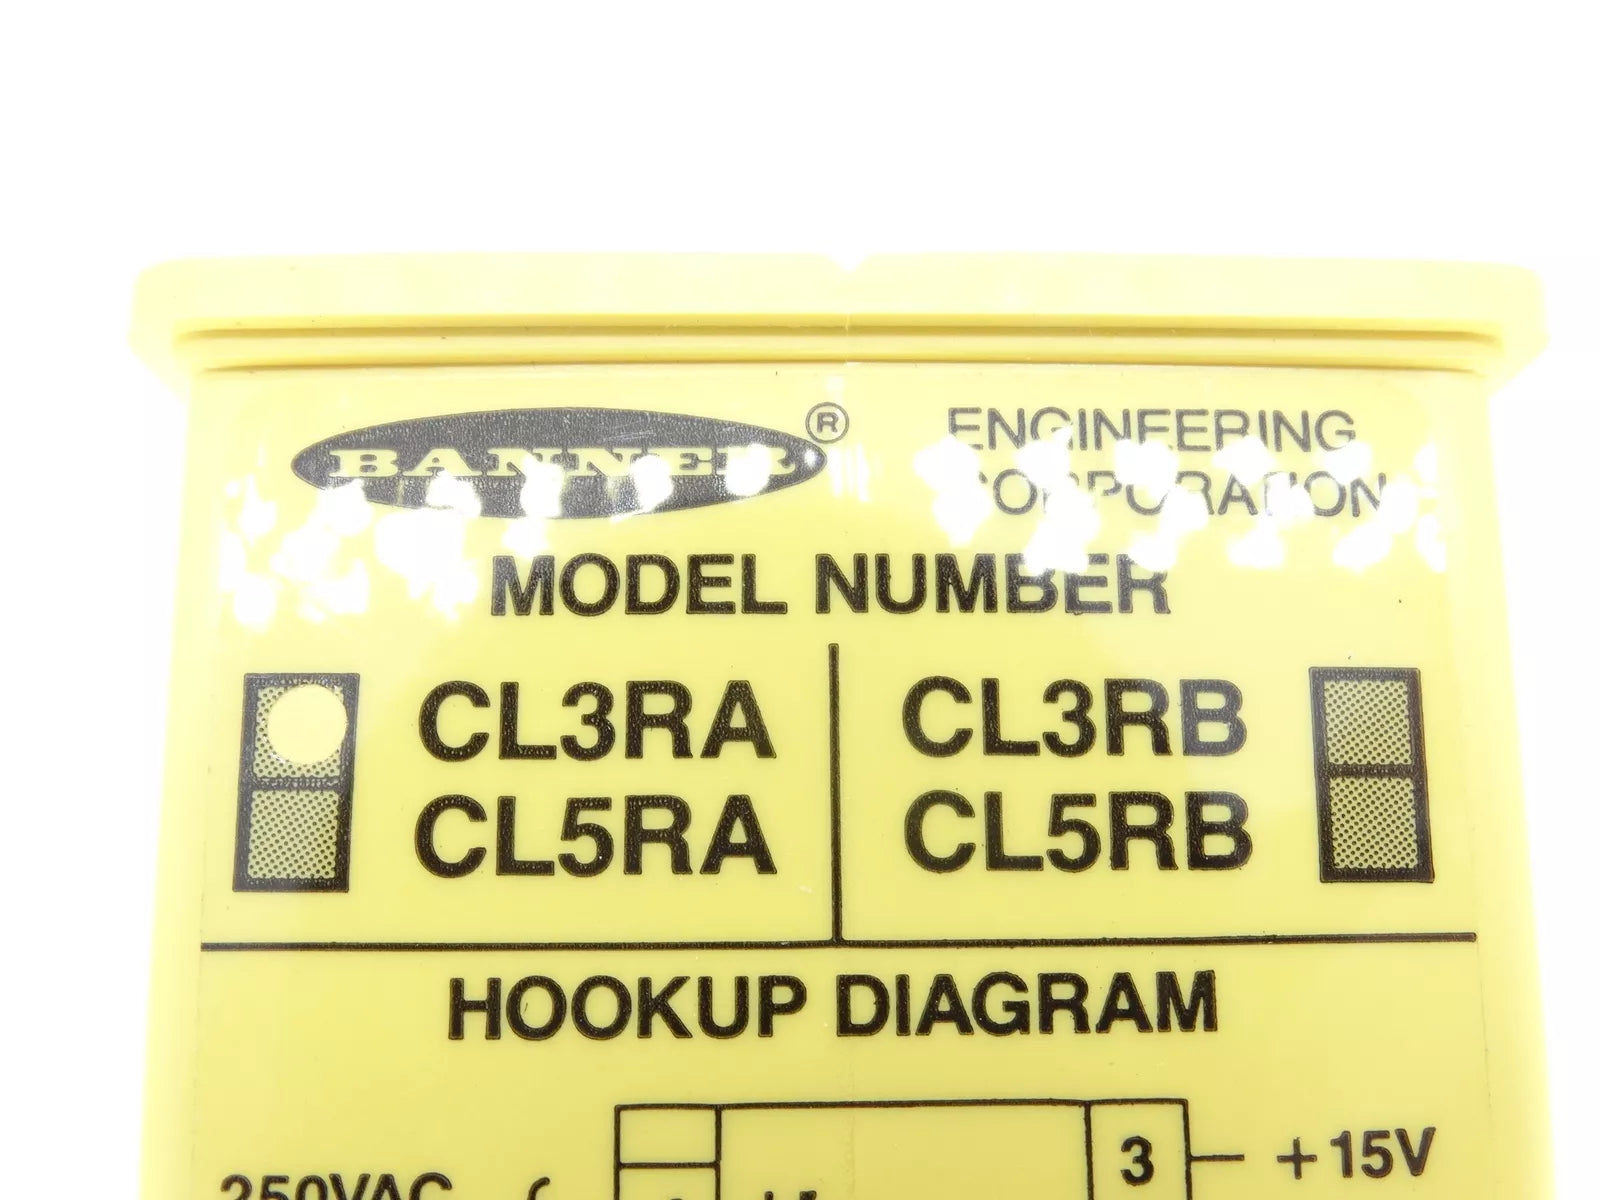 BANNER ®
ENGINEERING
CORPORATION
MODEL NUMBER
CL3RA CL3RB
CL5RA CL5RB
HOOKUP DIAGRAM
3 +15V
250VAC